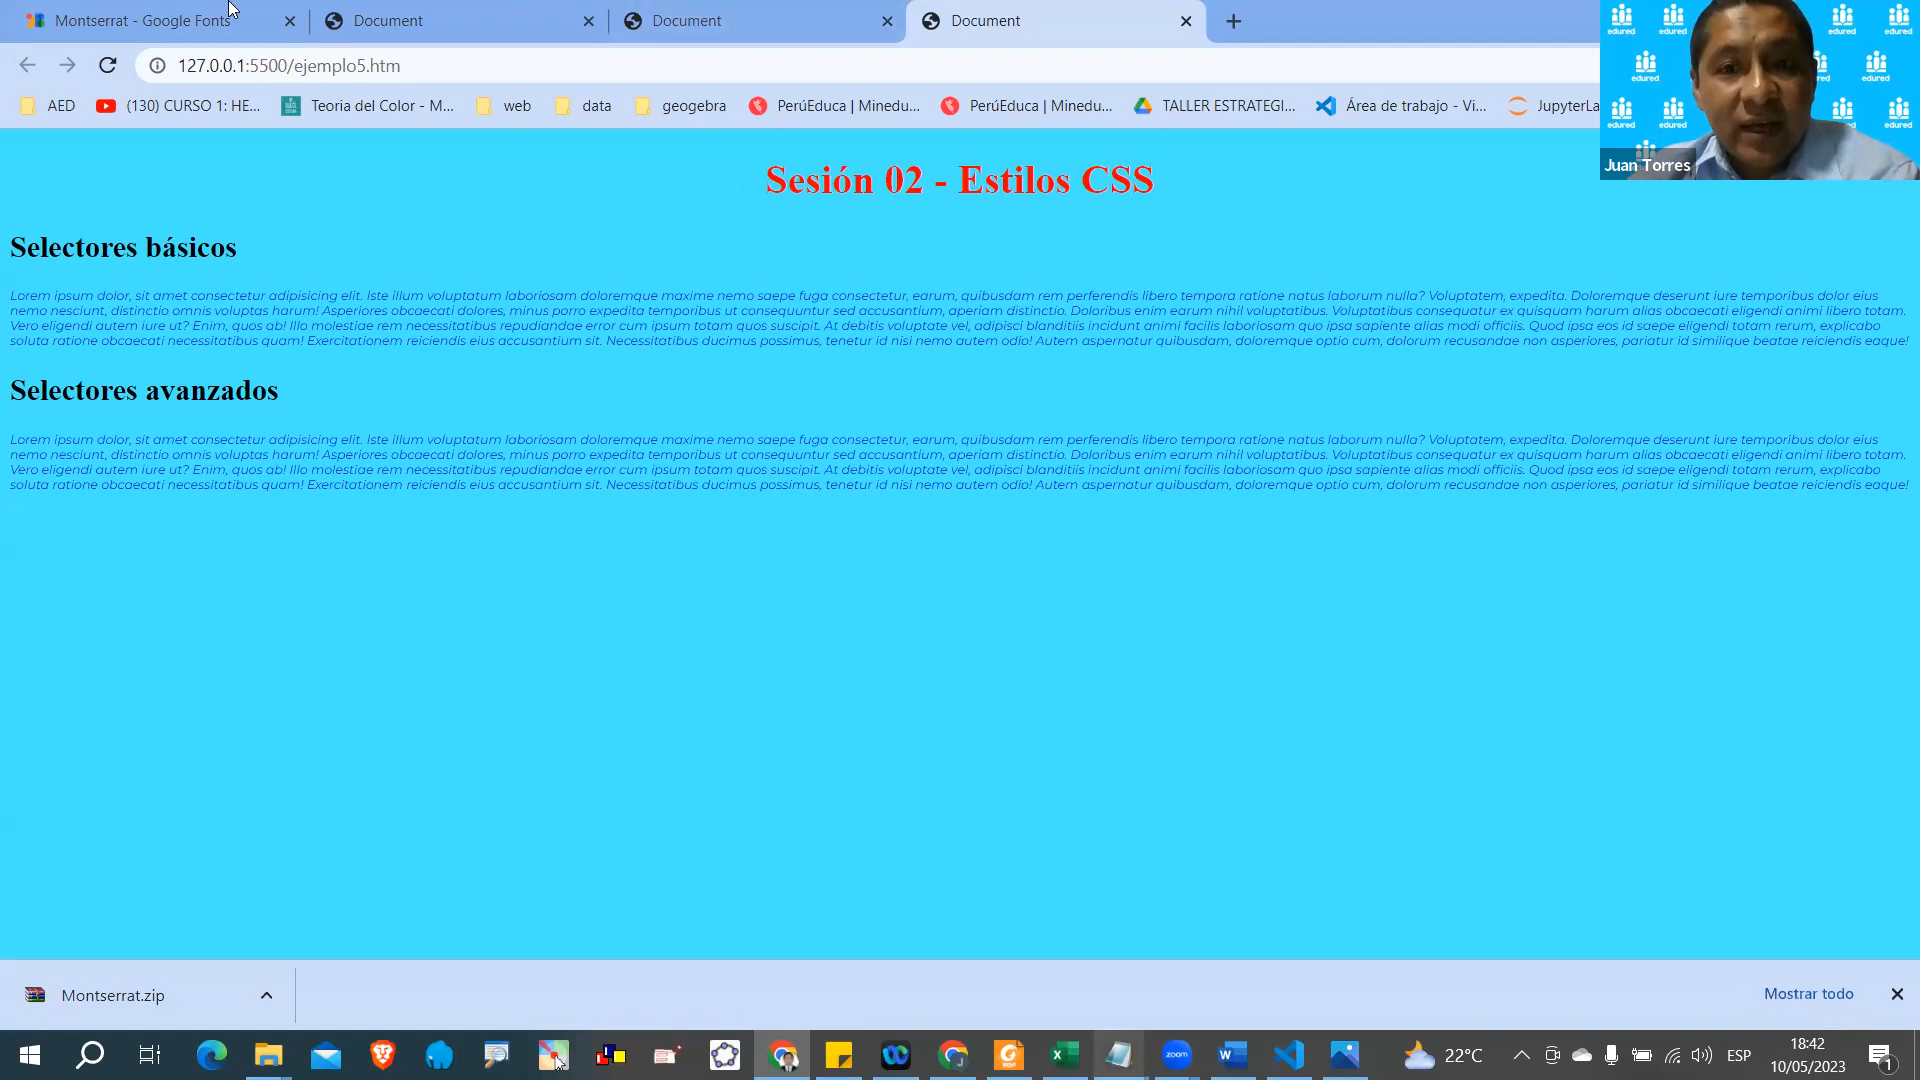 Montserrat - Google Fonts
Document
Document
Document
127.0.0.1:5500/ejemplo5.htm
AED
(130) CURSO 1: HE...
Teoria del Color - M...
web
data
geogebra
PerúEduca | Minedu...
PerúEduca | Minedu...
TALLER ESTRATEGI...
Área de trabajo - Vi...
JupyterLa
edured
edured
edured
edured
edured
edured
edured
edured
edured
Juan Torres
Sesión 02 - Estilos CSS
Selectores básicos
Lorem ipsum dolor, sit amet consectetur adipisicing elit. Iste illum voluptatum laboriosam doloremque maxime nemo saepe fuga consectetur, earum, quibusdam rem perferendis libero tempora ratione natus laborum nulla? Voluptatem, expedita. Doloremque deserunt iure temporibus dolor eius
nemo nesciunt, distinctio omnis voluptas harum! Asperiores obcaecati dolores, minus porro expedita temporibus ut consequuntur sed accusantium, aperiam distinctio. Doloribus enim earum nihil voluptatibus. Voluptatibus consequatur ex quisquam harum alias obcaecati eligendi animi libero totam.
Vero eligendi autem iure ut? Enim, quos ab! Illo molestiae rem necessitatibus repudiandae error cum ipsum totam quos suscipit. At debitis voluptate vel, adipisci blanditiis incidunt animi facilis laboriosam quo ipsa sapiente alias modi officiis. Quod ipsa eos id saepe eligendi totam rerum, explicabo
soluta ratione obcaecati necessitatibus quam! Exercitationem reiciendis eius accusantium sit. Necessitatibus ducimus possimus, tenetur id nisi nemo autem odio! Autem aspernatur quibusdam, doloremque optio cum, dolorum recusandae non asperiores, pariatur id similique beatae reiciendis eaque!
Selectores avanzados
Lorem ipsum dolor, sit amet consectetur adipisicing elit. Iste illum voluptatum laboriosam doloremque maxime nemo saepe fuga consectetur, earum, quibusdam rem perferendis libero tempora ratione natus laborum nulla? Voluptatem, expedita. Doloremque deserunt iure temporibus dolor eius
nemo nesciunt, distinctio omnis voluptas harum! Asperiores obcaecati dolores, minus porro expedita temporibus ut consequuntur sed accusantium, aperiam distinctio. Doloribus enim earum nihil voluptatibus. Voluptatibus consequatur ex quisquam harum alias obcaecati eligendi animi libero totam.
Vero eligendi autem iure ut? Enim, quos ab! Illo molestiae rem necessitatibus repudiandae error cum ipsum totam quos suscipit. At debitis voluptate vel, adipisci blanditiis incidunt animi facilis laboriosam quo ipsa sapiente alias modi officiis. Quod ipsa eos id saepe eligendi totam rerum, explicabo
soluta ratione obcaecati necessitatibus quam! Exercitationem reiciendis eius accusantium sit. Necessitatibus ducimus possimus, tenetur id nisi nemo autem odio! Autem aspernatur quibusdam, doloremque optio cum, dolorum recusandae non asperiores, pariatur id similique beatae reiciendis eaque!
Montserrat.zip
Mostrar todo
zoom
22°C
ESP
18:42
10/05/2023
1